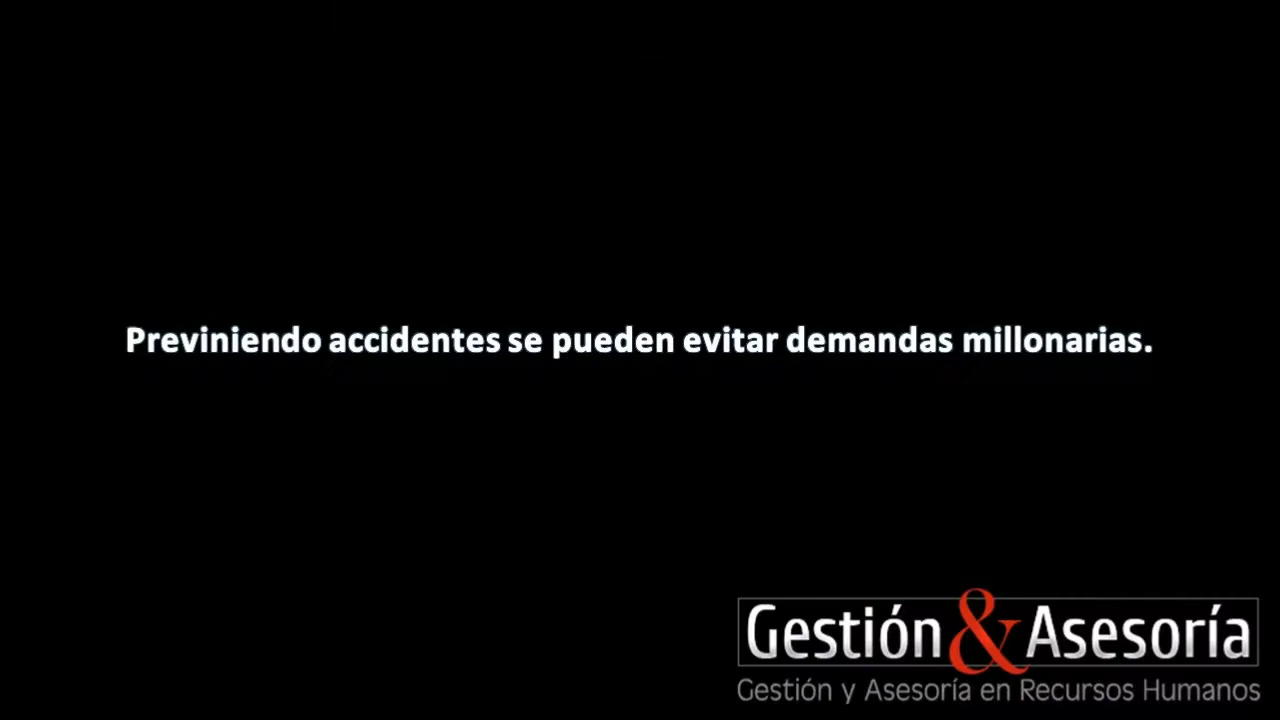 Previniendo accidentes se pueden evitar demandas millonarias.
Gestión & Asesoría
Gestión y Asesoría en Recursos Humanos